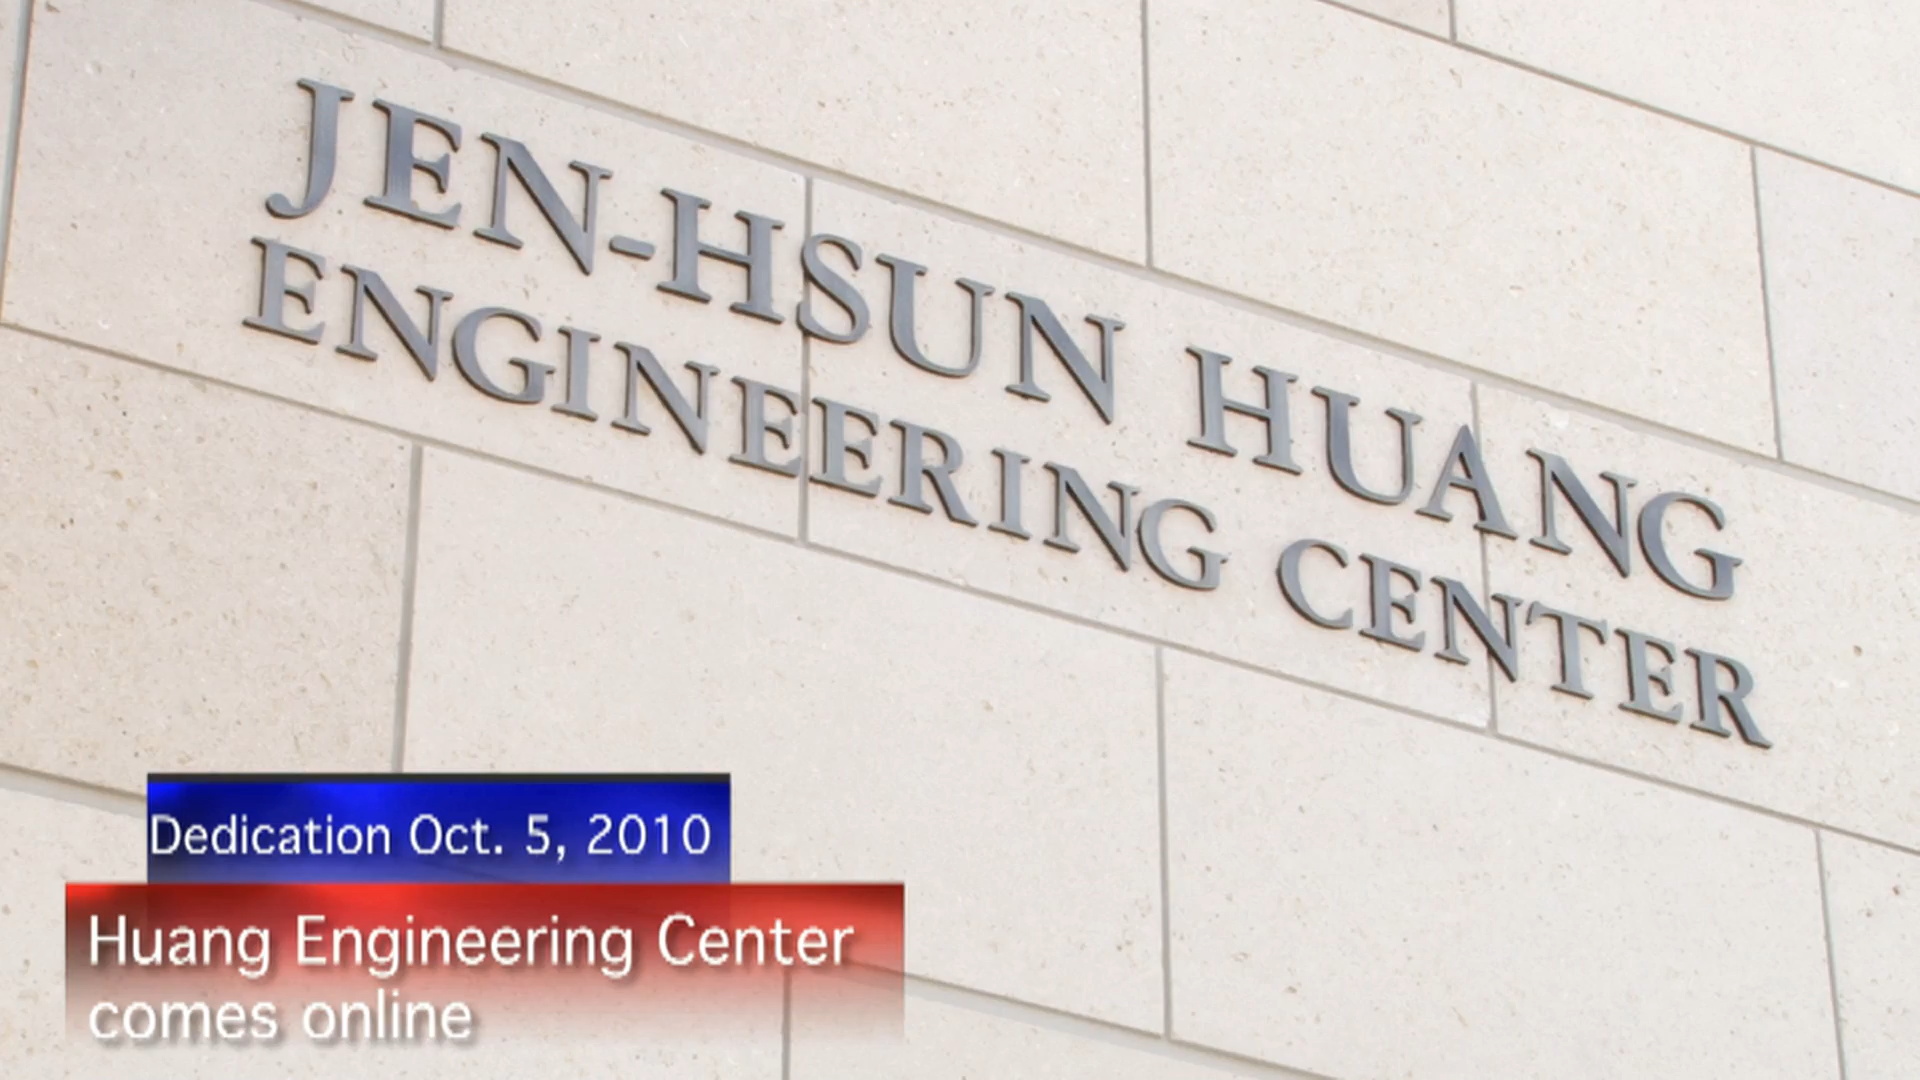 JEN-HSUN HUANG
ENGINEERING CENTER
Dedication Oct. 5, 2010
Huang Engineering Center
comes online